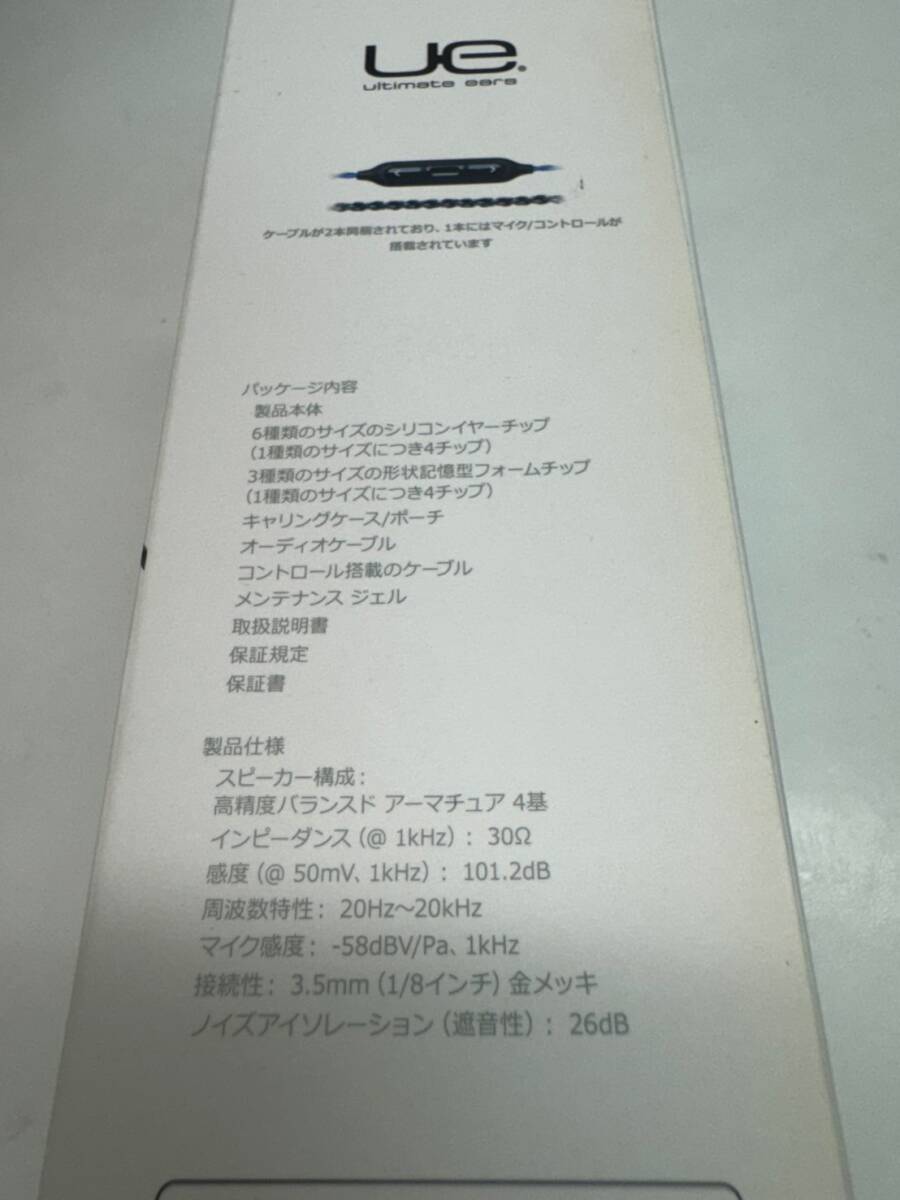 ue.
ultimate ears
ケーブルが2本同梱されており、1本にはマイク/コントロールが
搭載されています
パッケージ内容
製品本体
6種類のサイズのシリコンイヤーチップ
(1種類のサイズにつき4チップ)
3種類のサイズの形状記憶型フォームチップ
(1種類のサイズにつき4チップ)
キャリングケース/ポーチ
オーディオケーブル
コントロール搭載のケーブル
メンテナンス ジェル
取扱説明書
保証規定
保証書
製品仕様
スピーカー構成:
高精度バランスド アーマチュア 4基
インピーダンス(@ 1kHz): 30Ω
感度(@ 50mV、1kHz): 101.2dB
周波数特性: 20Hz〜20kHz
マイク感度: -58dBV/Pa、1kHz
接続性: 3.5mm(1/8インチ)金メッキ
ノイズアイソレーション(遮音性): 26dB